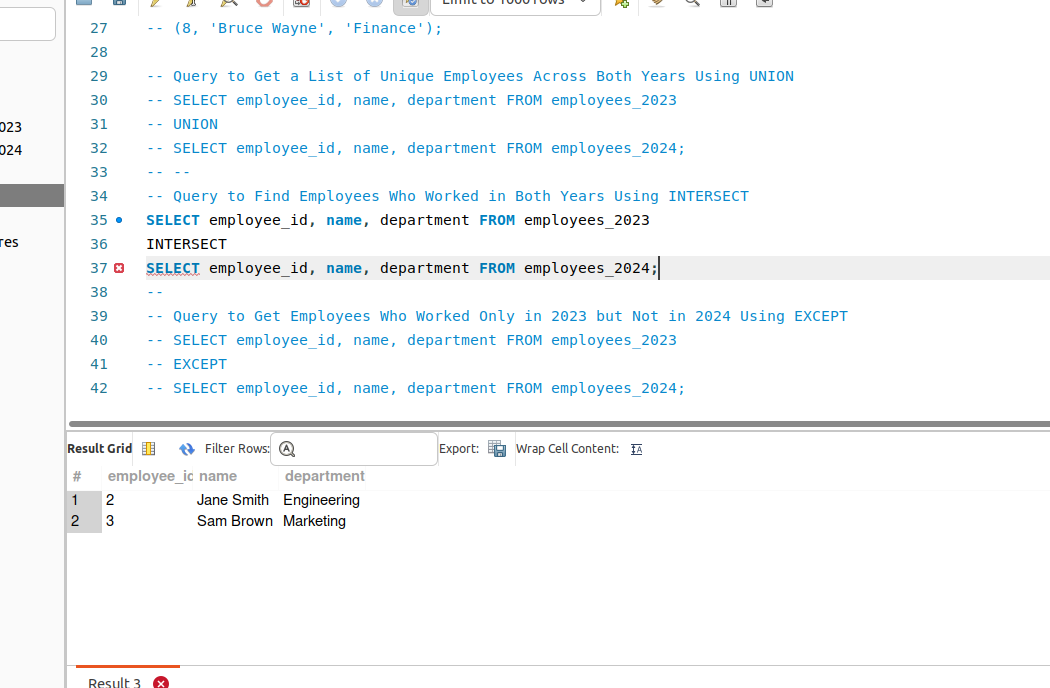 Limit to 1000 rows
27 -- (8, 'Bruce Wayne', 'Finance');
28
29 -- Query to Get a List of Unique Employees Across Both Years Using UNION
30 -- SELECT employee_id, name, department FROM employees_2023
31 -- UNION
32 -- SELECT employee_id, name, department FROM employees_2024;
33 -- --
34 -- Query to Find Employees Who Worked in Both Years Using INTERSECT
35 SELECT employee_id, name, department FROM employees_2023
36 INTERSECT
37 SELECT employee_id, name, department FROM employees_2024;
38 --
39 -- Query to Get Employees Who Worked Only in 2023 but Not in 2024 Using EXCEPT
40 -- SELECT employee_id, name, department FROM employees_2023
41 -- EXCEPT
42 -- SELECT employee_id, name, department FROM employees_2024;
023
024
res
Result Grid Filter Rows: Export: Wrap Cell Content:
# employee_id name department
1 2 Jane Smith Engineering
2 3 Sam Brown Marketing
Result 3